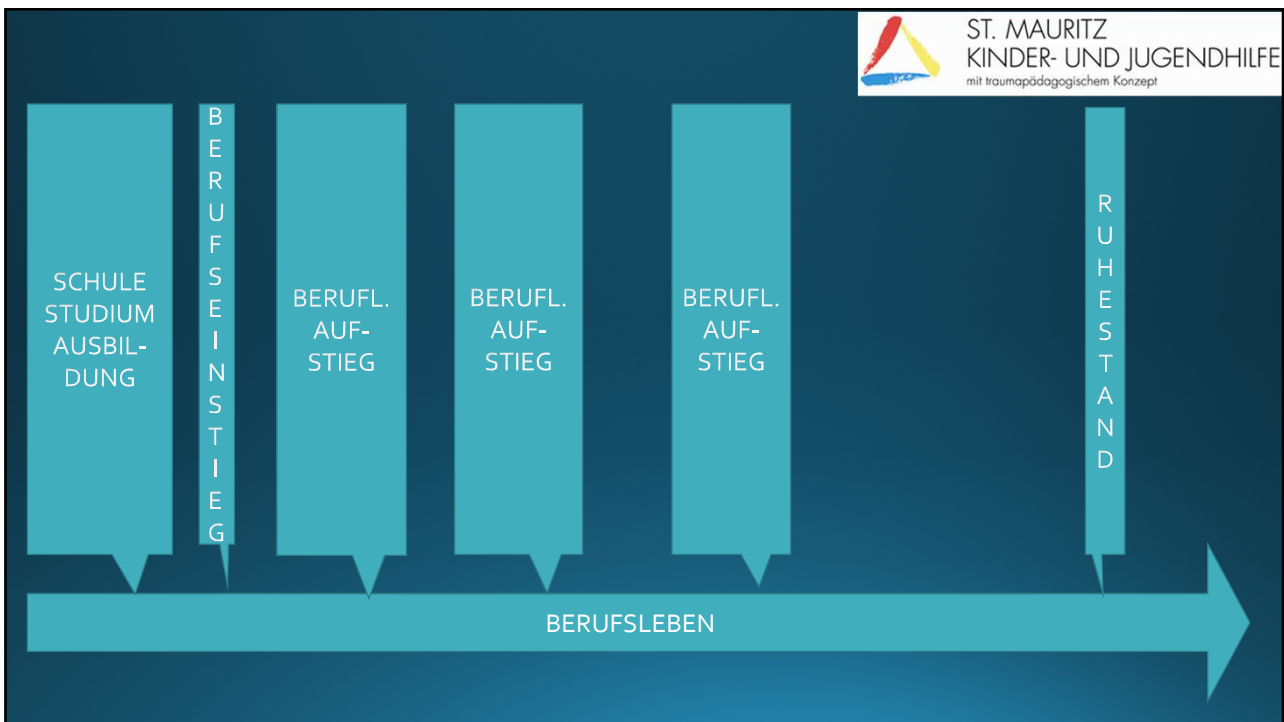 ST. MAURITZ
KINDER- UND JUGENDHILFE
mit traumapädagogischem Konzept
SCHULE
STUDIUM
AUSBIL-
DUNG
B
E
R
U
F
S
E
I
N
S
T
I
E
G
BERUFL.
AUF-
STIEG
BERUFL.
AUF-
STIEG
BERUFL.
AUF-
STIEG
R
U
H
E
S
T
A
N
D
BERUFSLEBEN